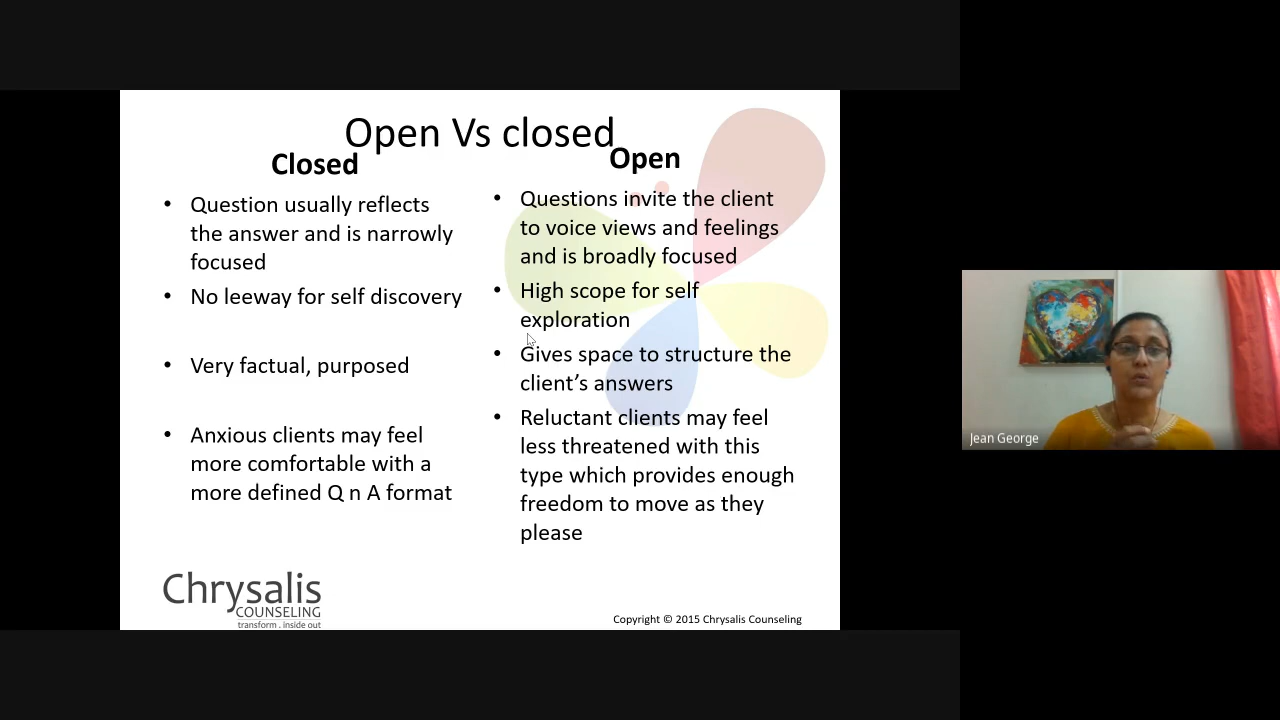 Open Vs closed
Closed
Question usually reflects
the answer and is narrowly
focused
No leeway for self discovery
Very factual, purposed
Anxious clients may feel
more comfortable with a
more defined Q n A format
Open
Questions invite the client
to voice views and feelings
and is broadly focused
High scope for self
exploration
Gives space to structure the
client’s answers
Reluctant clients may feel
less threatened with this
type which provides enough
freedom to move as they
please
Chrysalis
COUNSELING
transform . inside out
Copyright © 2015 Chrysalis Counseling
Jean George